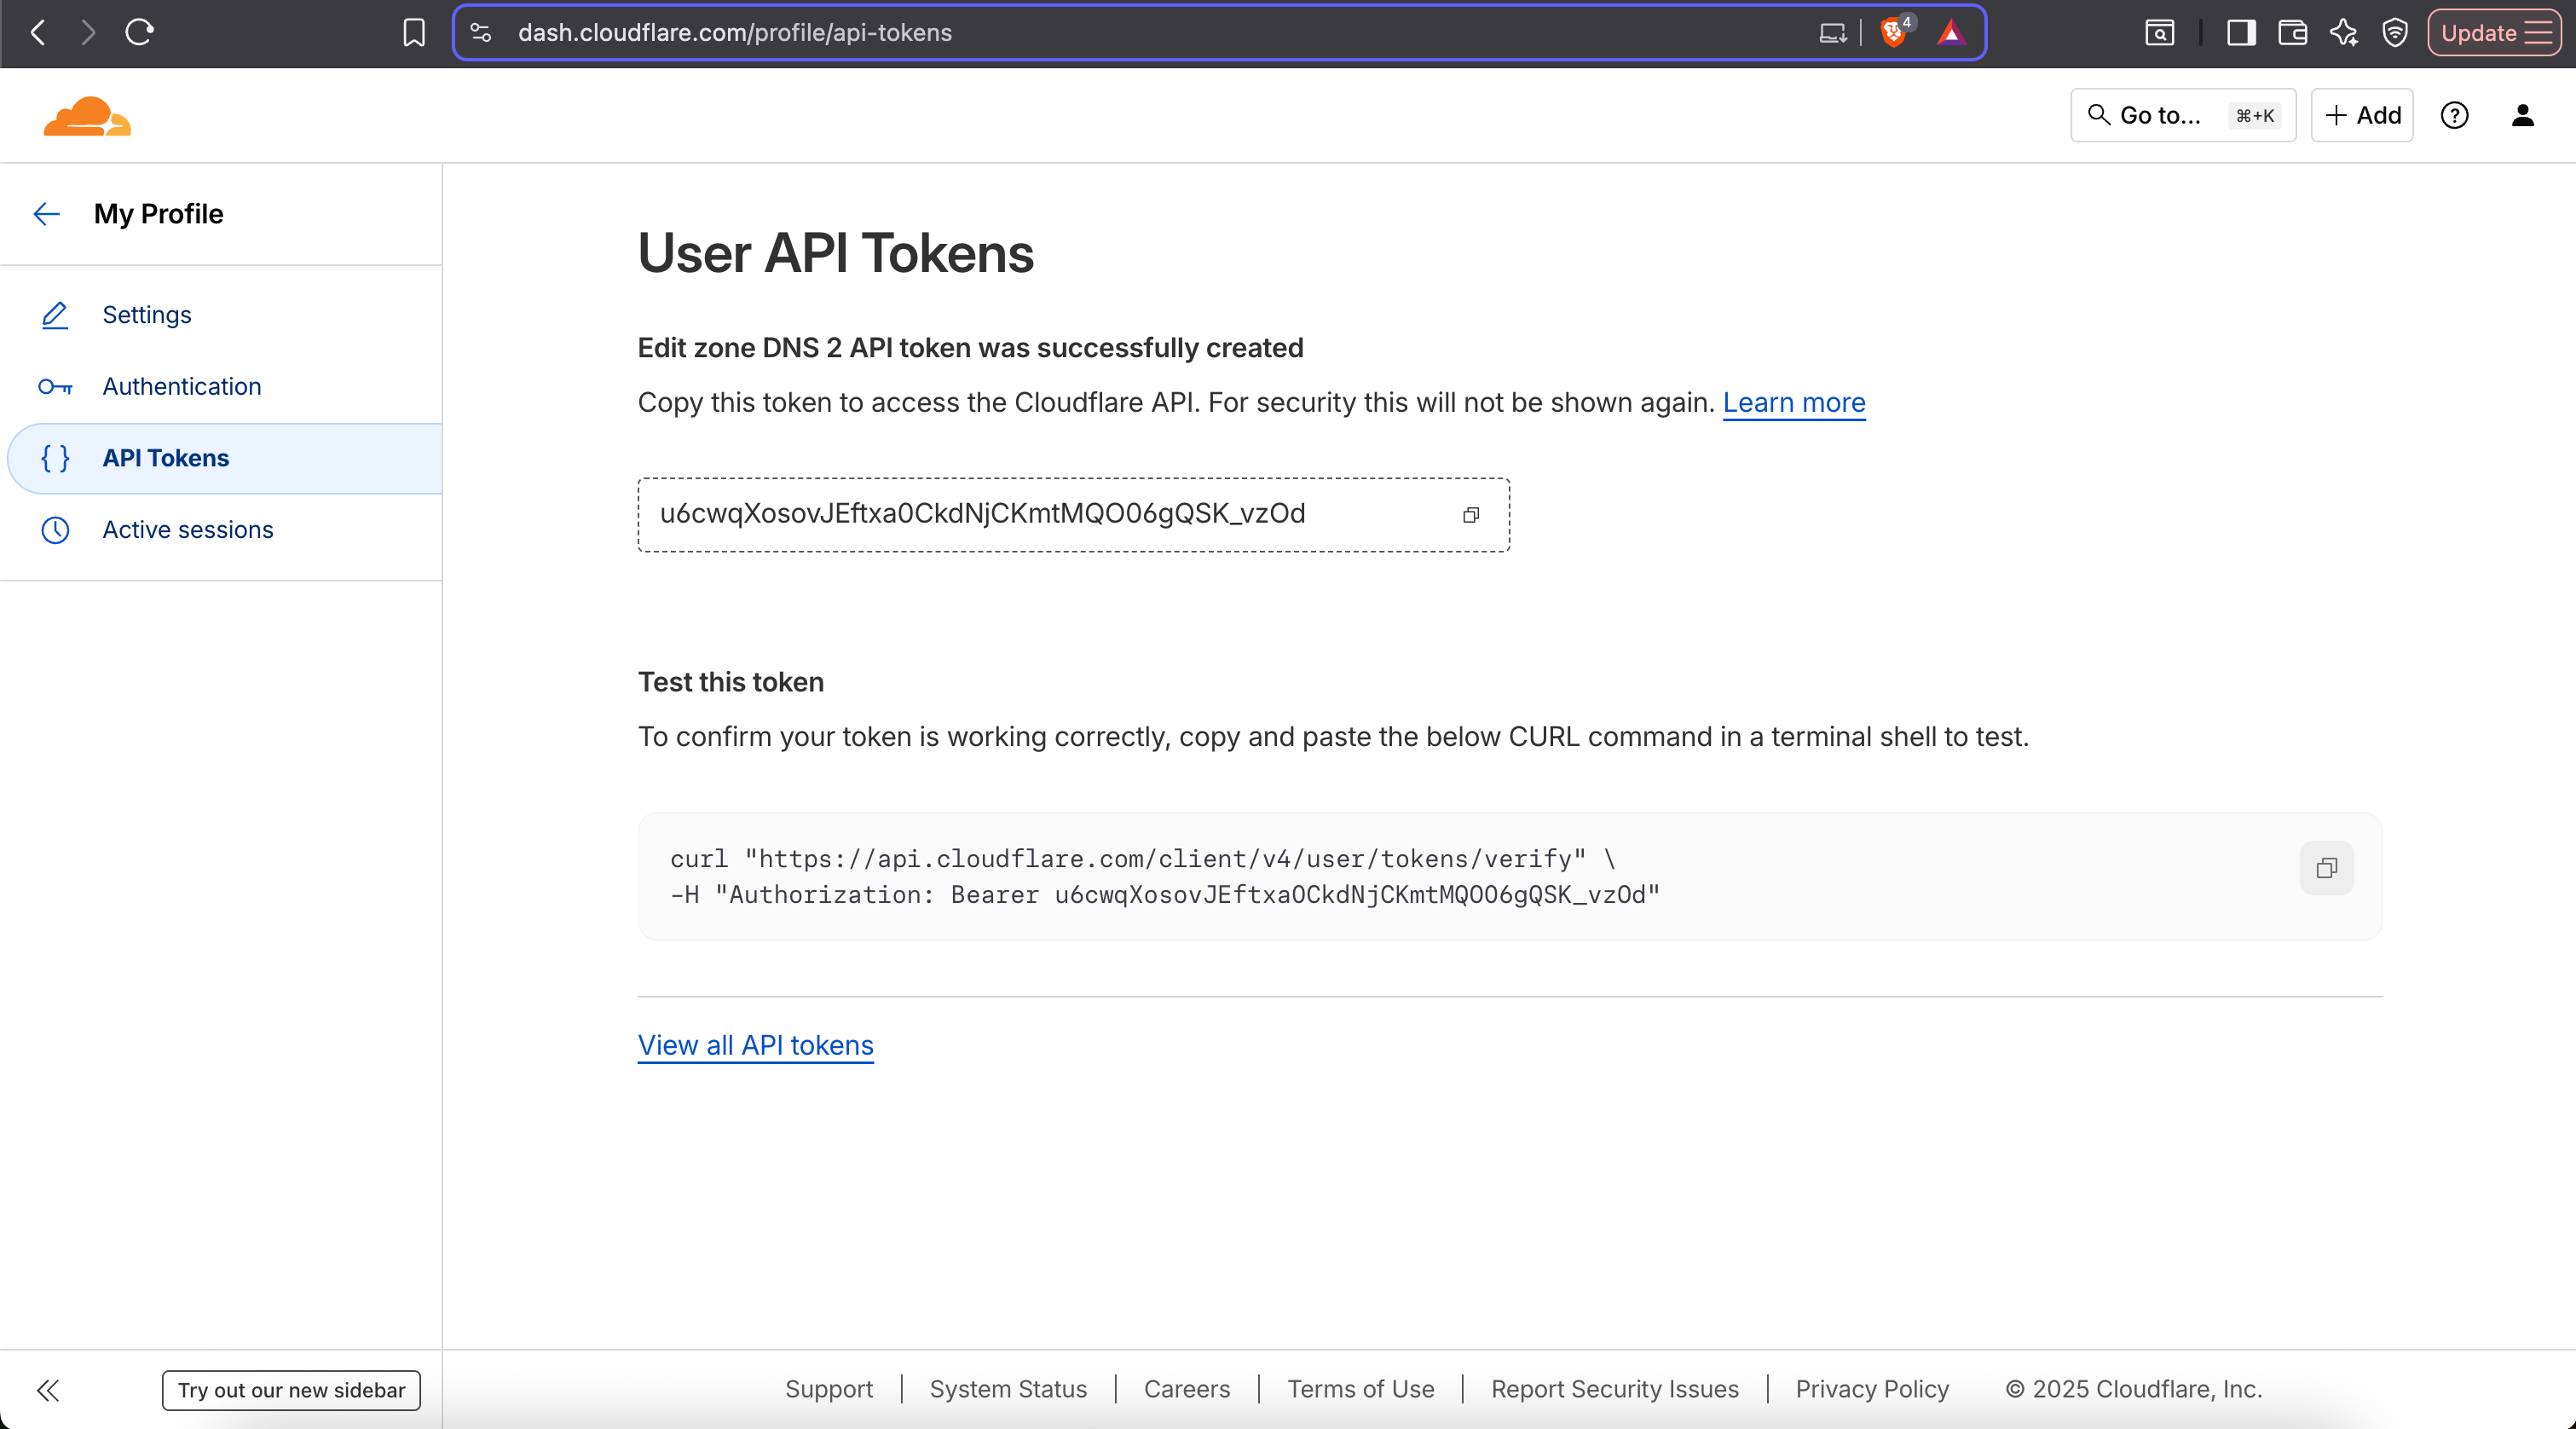 dash.cloudflare.com/profile/api-tokens
4
Update
Go to...
⌘+K
+ Add
My Profile
Settings
Authentication
API Tokens
Active sessions
User API Tokens
Edit zone DNS 2 API token was successfully created
Copy this token to access the Cloudflare API. For security this will not be shown again. Learn more
u6cwqXosovJEftxa0CkdNjCKmtMQO06gQSK_vzOd
Test this token
To confirm your token is working correctly, copy and paste the below CURL command in a terminal shell to test.
curl "https://api.cloudflare.com/client/v4/user/tokens/verify" \
-H "Authorization: Bearer u6cwqXosovJEftxa0CkdNjCKmtMQO06gQSK_vzOd"
View all API tokens
Try out our new sidebar
Support | System Status | Careers | Terms of Use | Report Security Issues | Privacy Policy © 2025 Cloudflare, Inc.